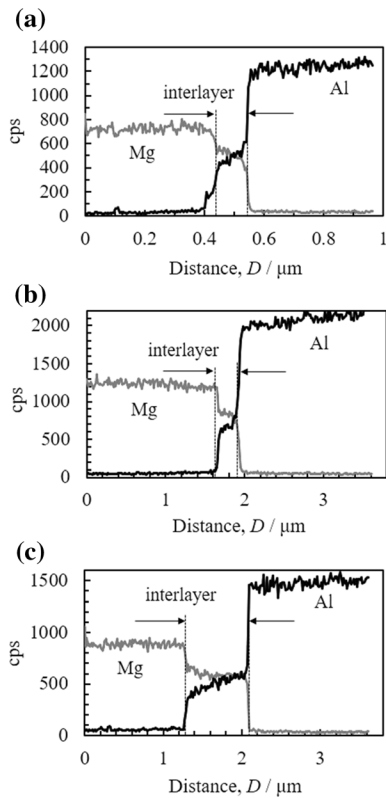 (a)
1400
1200
1000
800
600
400
200
0
cps
interlayer
Al
Mg
0 0.2 0.4 0.6 0.8 1
Distance, D / μm
(b)
2000
1500
1000
500
0
cps
interlayer
Al
Mg
0 1 2 3
Distance, D / μm
(c)
1500
1000
500
0
cps
interlayer
Al
Mg
0 1 2 3
Distance, D / μm